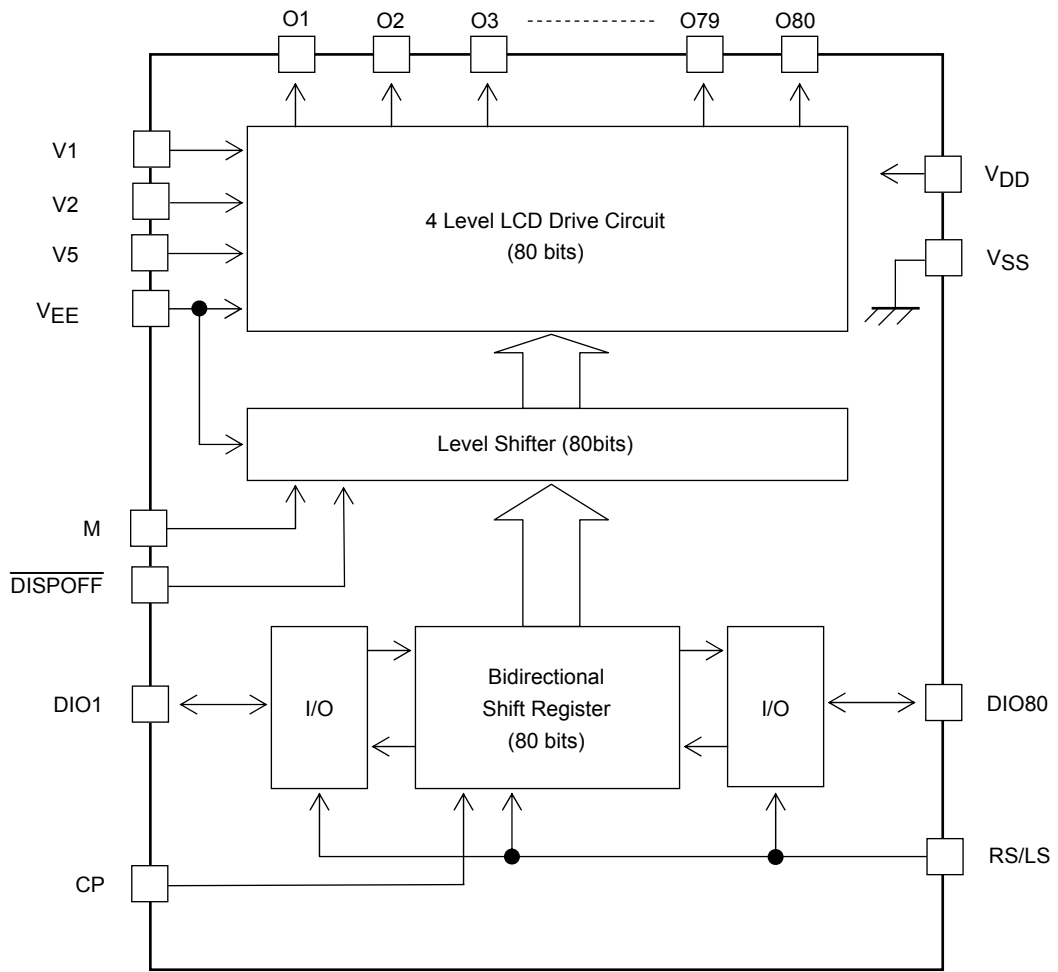 O1 O2 O3 O79 O80
V1
V2
V5
VEE
VDD
VSS
4 Level LCD Drive Circuit
(80 bits)
Level Shifter (80bits)
M
DISPOFF
DIO1
I/O
Bidirectional
Shift Register
(80 bits)
I/O
DIO80
CP
RS/LS